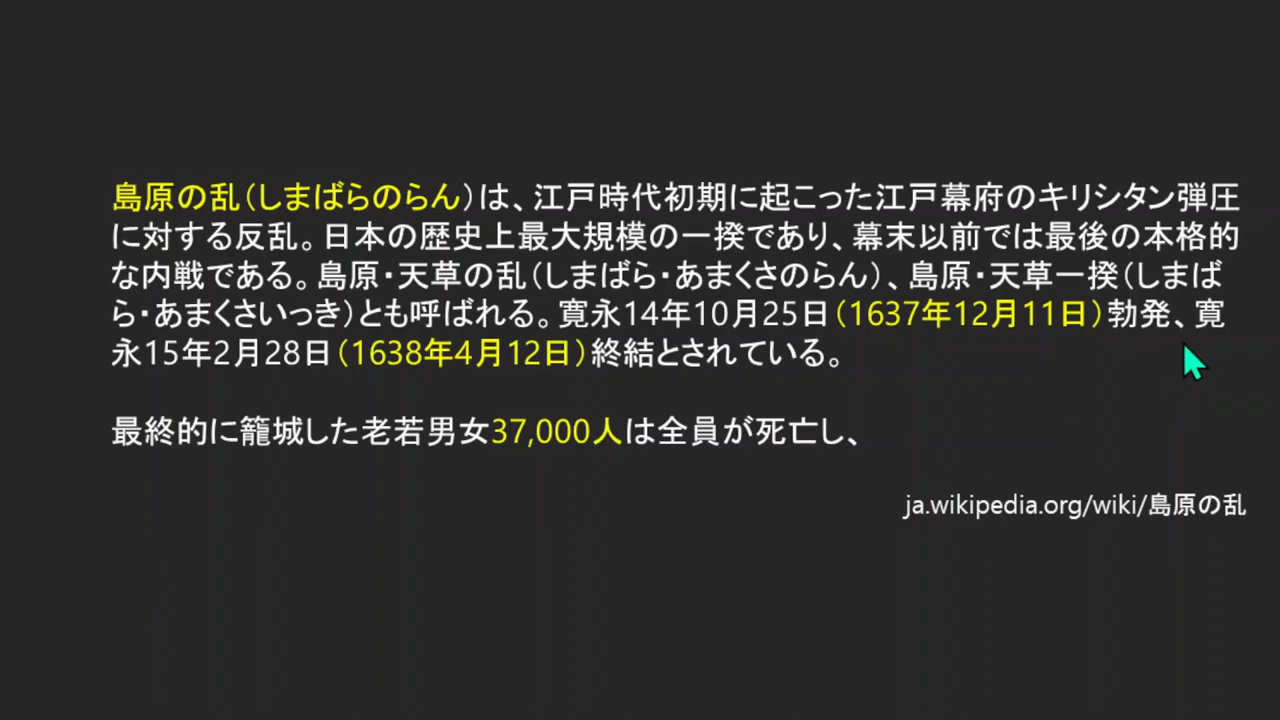 島原の乱（しまばらのらん）は、江戸時代初期に起こった江戸幕府のキリシタン弾圧
に対する反乱。日本の歴史上最大規模の一揆であり、幕末以前では最後の本格的
な内戦である。島原・天草の乱（しまばら・あまくさのらん）、島原・天草一揆（しまば
ら・あまくさいっき）とも呼ばれる。寛永14年10月25日（1637年12月11日）勃発、寛
永15年2月28日（1638年4月12日）終結とされている。
最終的に籠城した老若男女37,000人は全員が死亡し、
ja.wikipedia.org/wiki/島原の乱